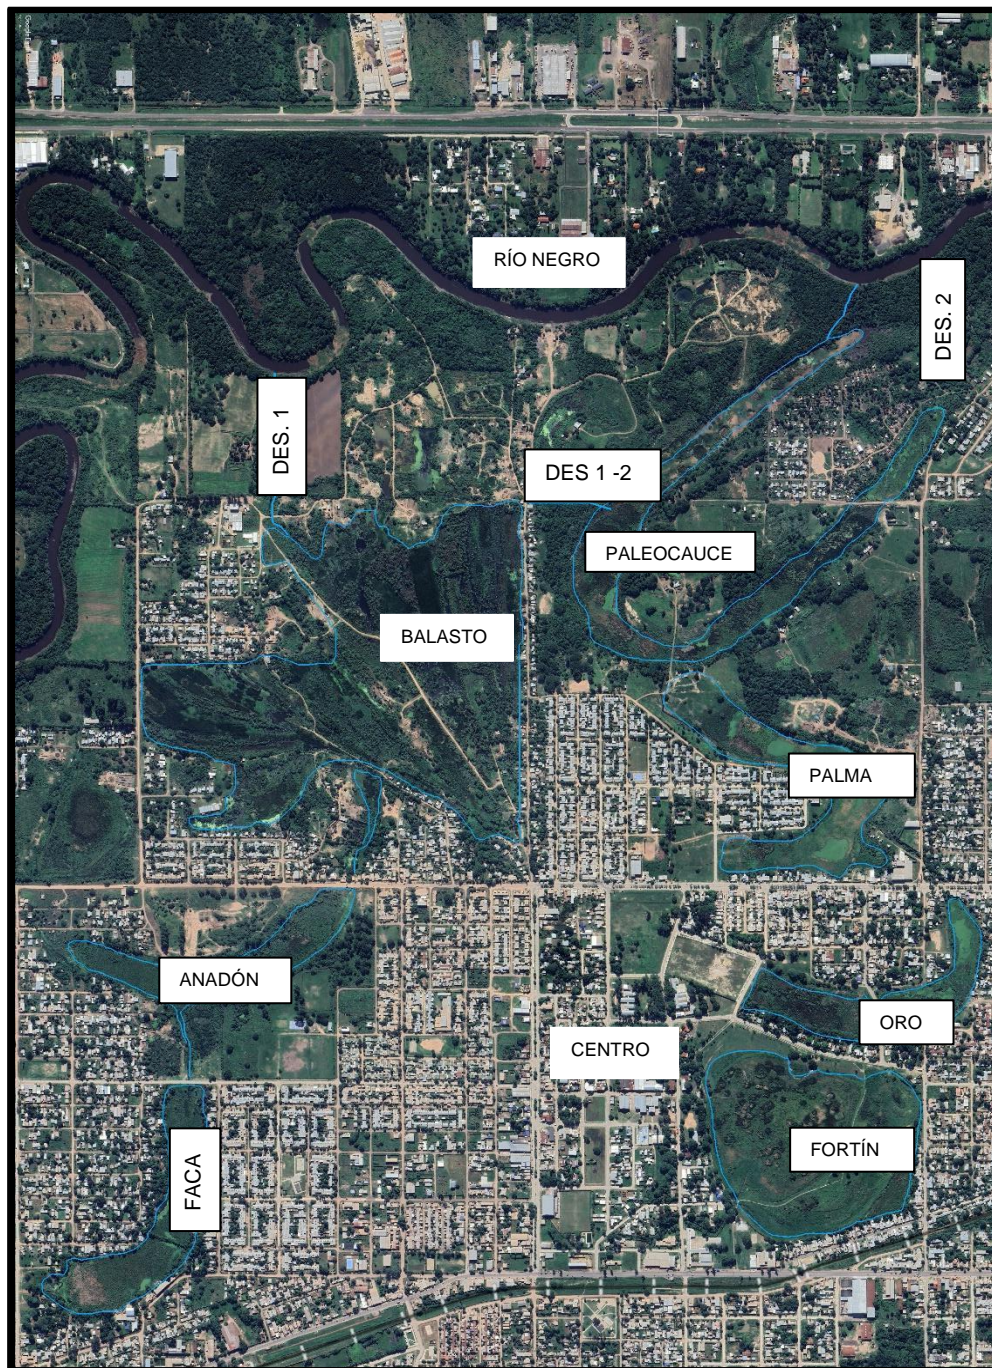 RÍO NEGRO
DES. 2
DES. 1
DES 1 -2
PALEOCAUCE
BALASTO
PALMA
ANADÓN
ORO
CENTRO
FORTÍN
FACA